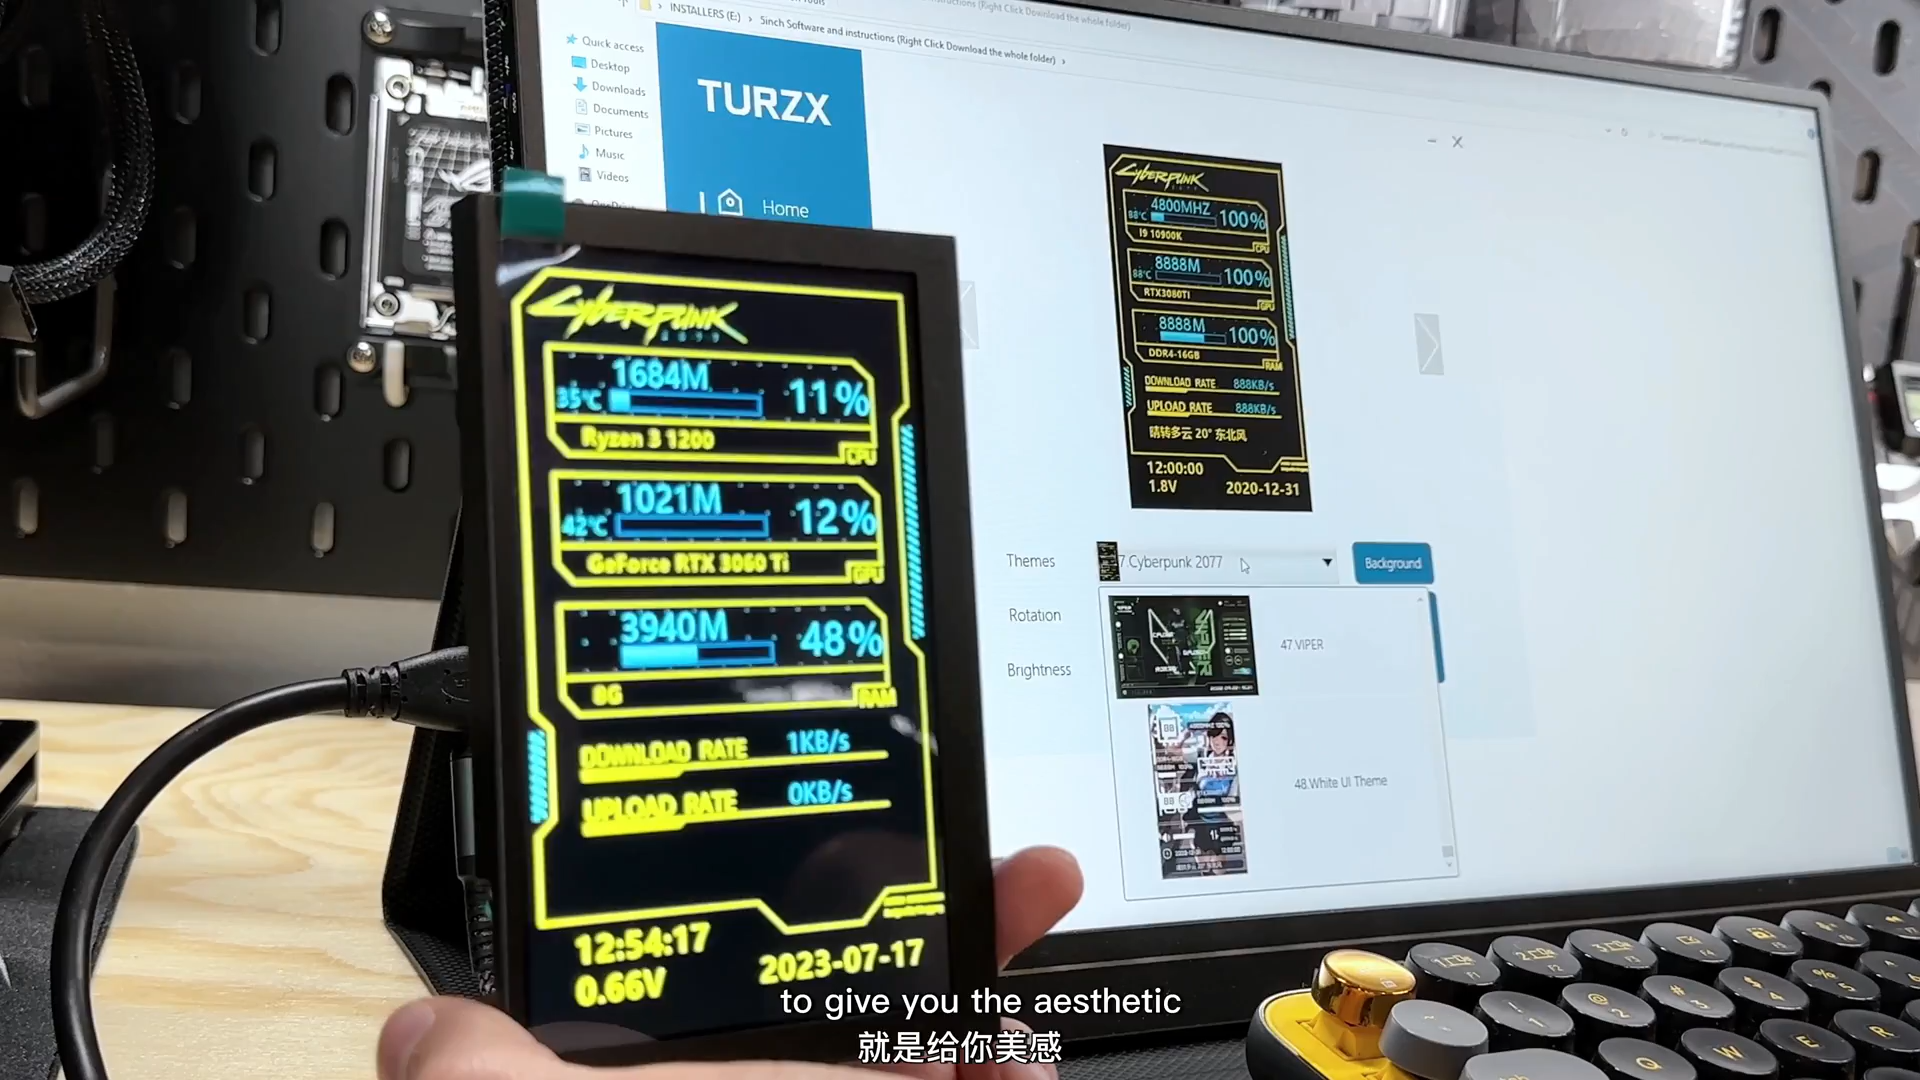 INSTALLERS (E:) › 5inch Software and instructions (Right Click Download the whole folder) ›
Quick access
Desktop
Downloads
Documents
Pictures
Music
Videos
TURZX
Home
CYBERPUNK
4800MHZ
88°C
100%
I9 10900K
CPU
8888M
88°C
100%
RTX3080TI
GPU
8888M
100%
DDR4-16GB
RAM
DOWNLOAD RATE 888KB/s
UPLOAD RATE 888KB/s
晴转多云 20° 东北风
12:00:00
1.8V
2020-12-31
Themes
7.Cyberpunk 2077
Background
Rotation
Brightness
47.VIPER
48.White UI Theme
CYBERPUNK
2077
1684M
35°C
11%
Ryzen 3 1200
CPU
1021M
42°C
12%
GeForce RTX 3060 Ti
GPU
3940M
48%
8G
RAM
DOWNLOAD RATE 1KB/s
UPLOAD RATE 0KB/s
12:54:17
0.66V
2023-07-17
to give you the aesthetic
就是给你美感